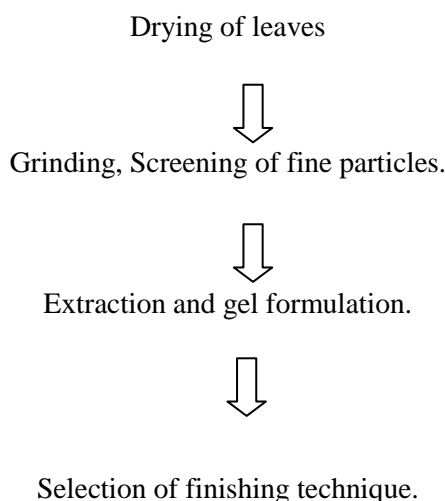 Drying of leaves
Grinding, Screening of fine particles.
Extraction and gel formulation.
Selection of finishing technique.